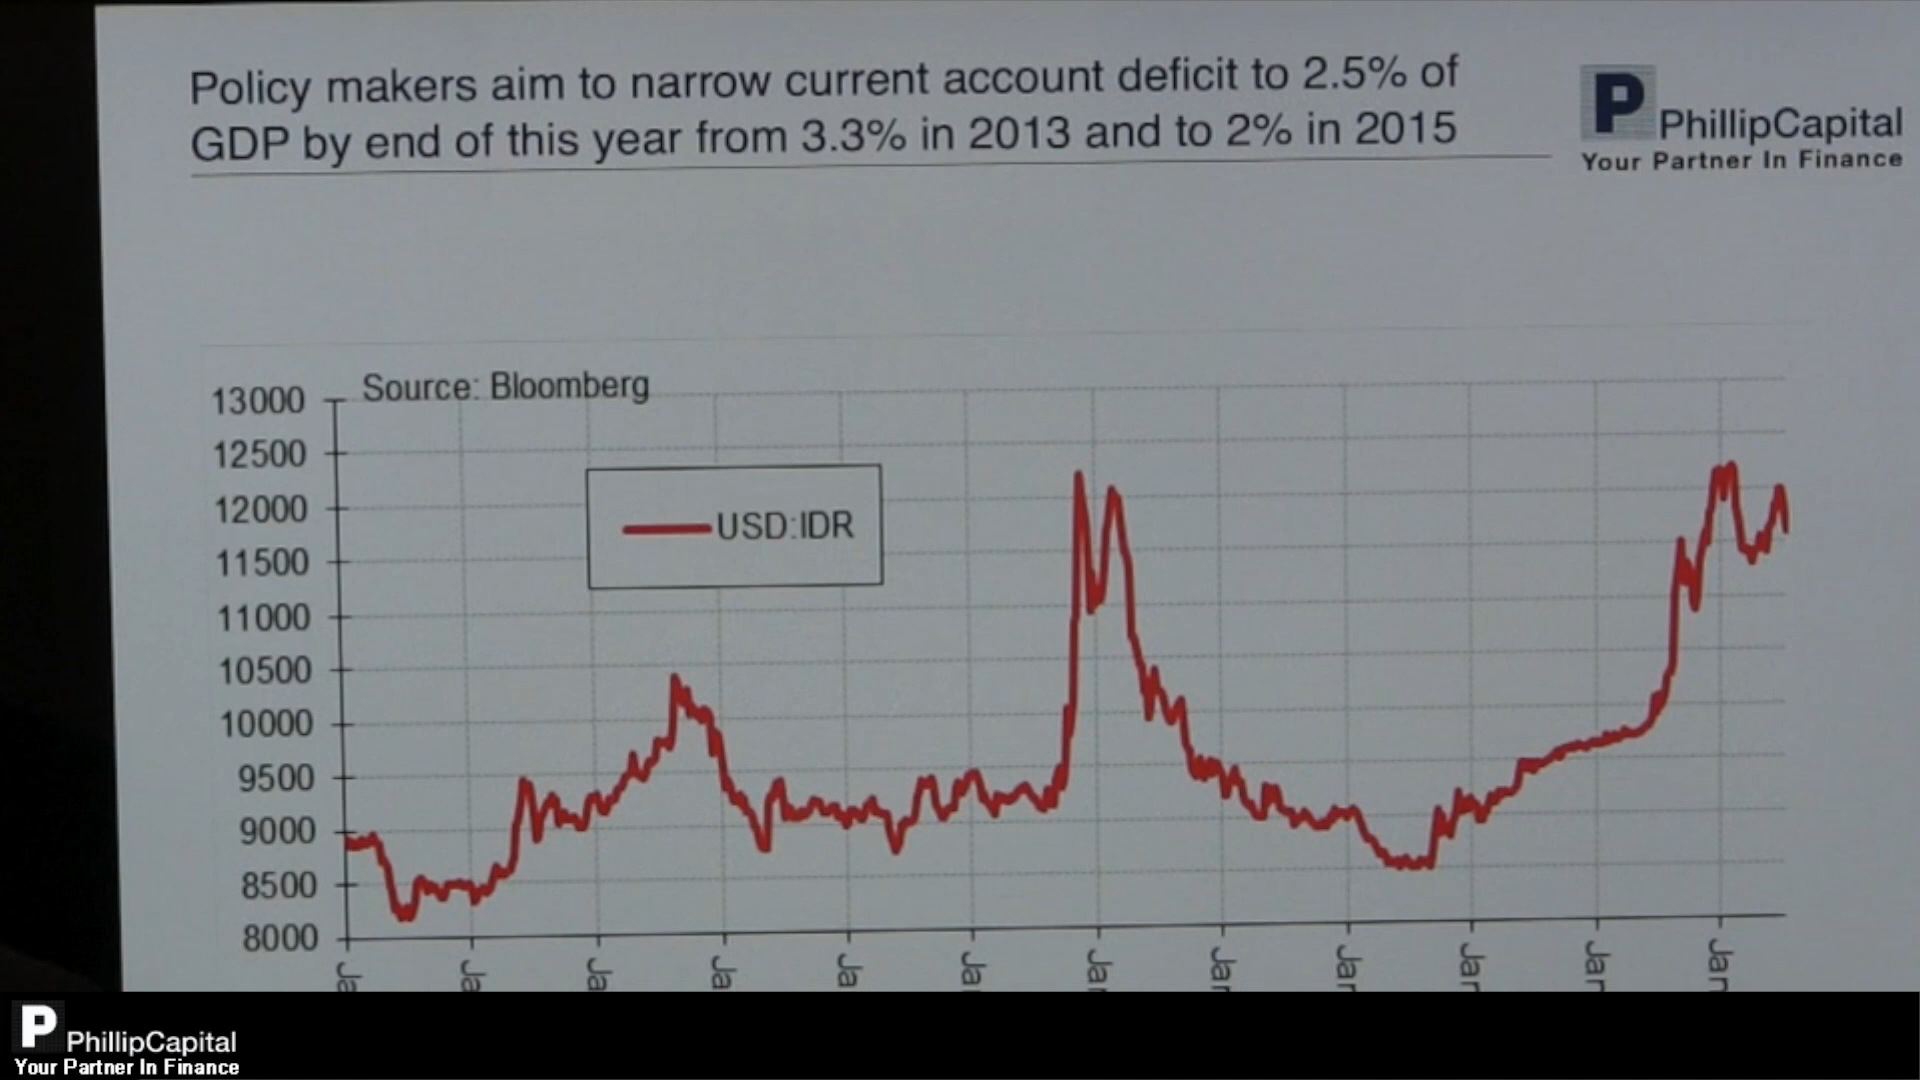 Policy makers aim to narrow current account deficit to 2.5% of
GDP by end of this year from 3.3% in 2013 and to 2% in 2015
P PhillipCapital
Your Partner In Finance
Source: Bloomberg
13000
12500
12000
11500
11000
10500
10000
9500
9000
8500
8000
USD:IDR
P PhillipCapital
Your Partner In Finance